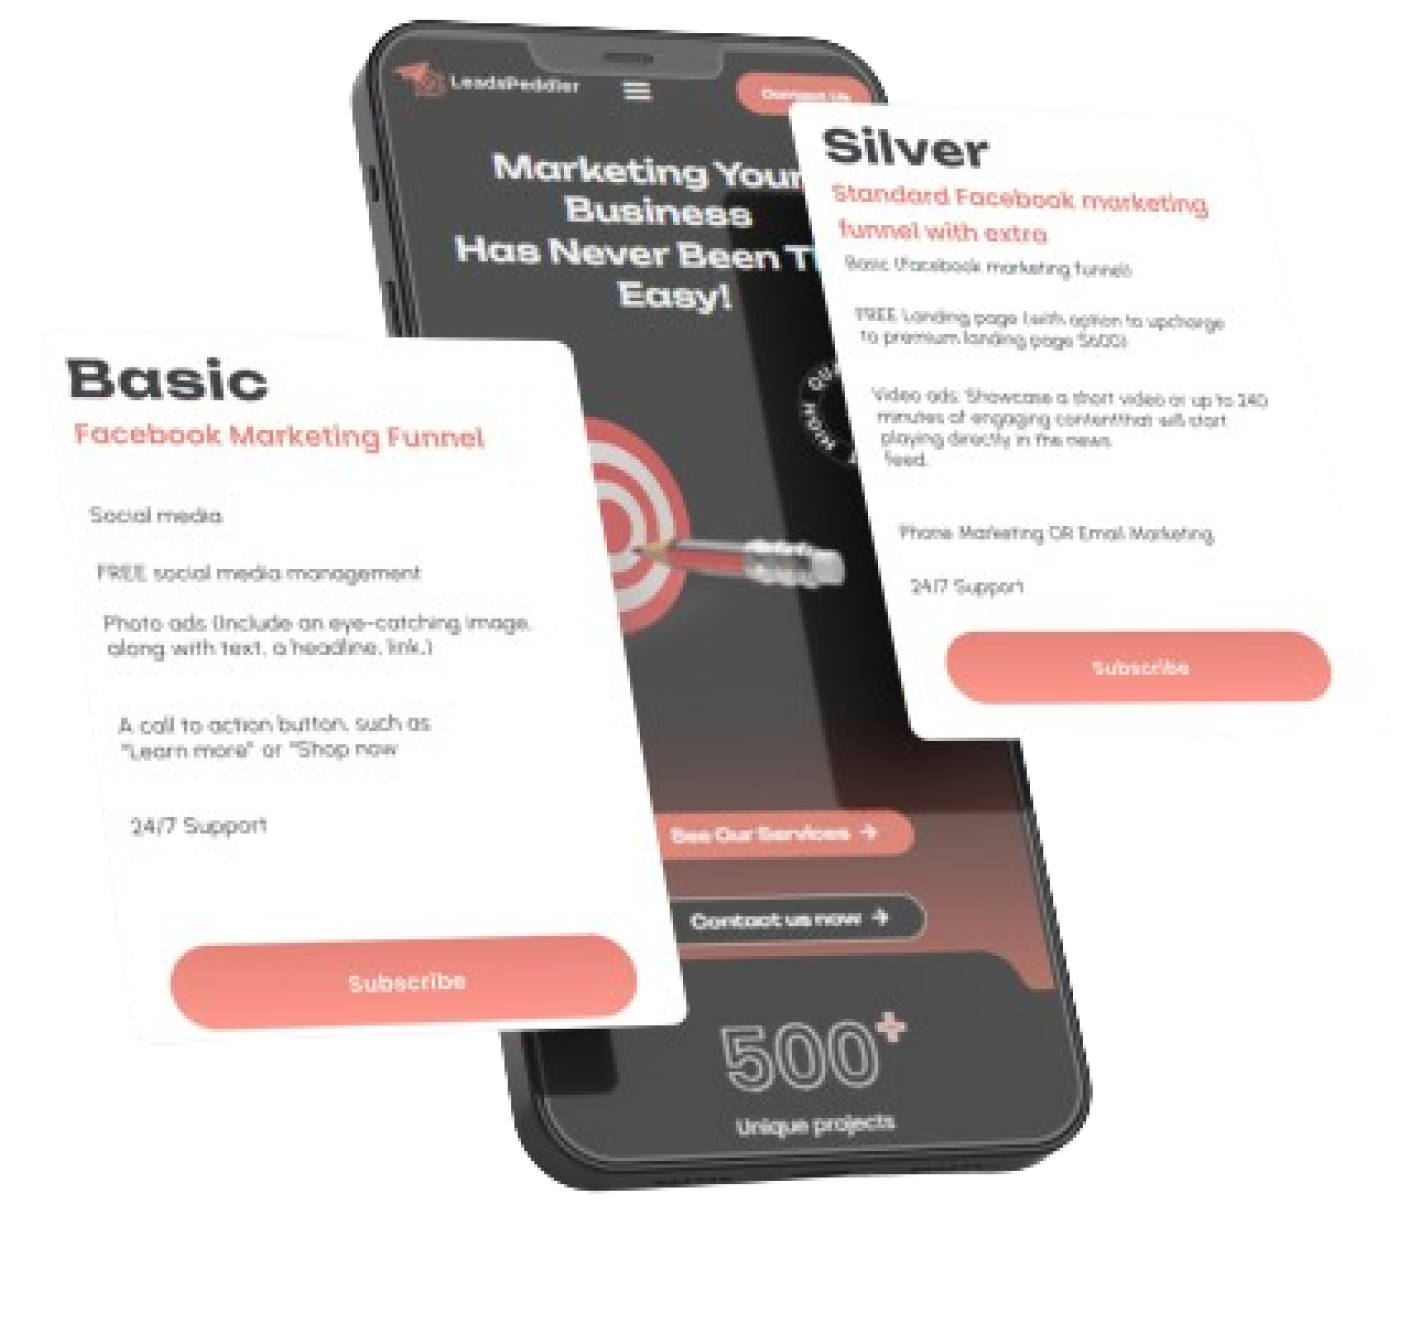 LeadsPeddler
Contact Us
Marketing Your
Business
Has Never Been
Easy!
See Our Services →
Contact us now →
500+
Unique projects
Basic
Facebook Marketing Funnel
Social media
FREE social media management
Photo ads (Include an eye-catching image,
along with text, a headline, link.)
A call to action button, such as
"Learn more" or "Shop now
24/7 Support
Subscribe
Silver
Standard Facebook marketing
funnel with extra
Basic (Facebook marketing funnel)
FREE Landing page (with option to upcharge
to premium landing page $600)
Video ads: Showcase a short video or up to 240
minutes of engaging contentthat will start
playing directly in the news
feed.
Phone Marketing OR Email Marketing
24/7 Support
Subscribe